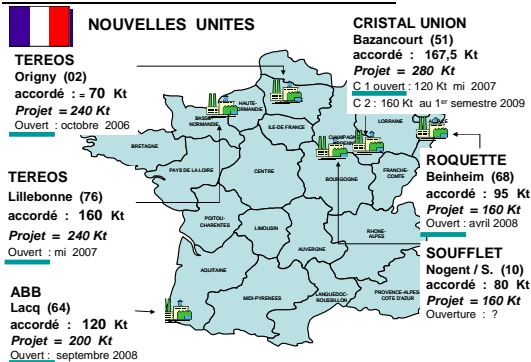 NOUVELLES UNITES
TEREOS
Origny (02)
accordé : = 70 Kt
Projet = 240 Kt
Ouvert : octobre 2006
CRISTAL UNION
Bazancourt (51)
accordé : 167,5 Kt
Projet = 280 Kt
C 1 ouvert : 120 Kt mi 2007
C 2 : 160 Kt au 1er semestre 2009
TEREOS
Lillebonne (76)
accordé : 160 Kt
Projet = 240 Kt
Ouvert : mi 2007
ROQUETTE
Beinheim (68)
accordé : 95 Kt
Projet = 160 Kt
Ouvert : avril 2008
SOUFFLET
Nogent / S. (10)
accordé : 80 Kt
Projet = 160 Kt
Ouverture : ?
ABB
Lacq (64)
accordé : 120 Kt
Projet = 200 Kt
Ouvert : septembre 2008
HAUTE-
BASSE
NORMANDIE
ILE-DE FRANCE
LORRAINE
BRETAGNE
PAYS DE LA LOIRE
CENTRE
BOURGOGNE
FRANCHE-
COMTE
POITOU-
CHARENTES
LIMOUSIN
AUVERGNE
RHONE-
ALPES
AQUITAINE
MIDI-PYRENEES
LANGUEDOC-
ROUSSILLON
PROVENCE-ALPES
COTE D'AZUR